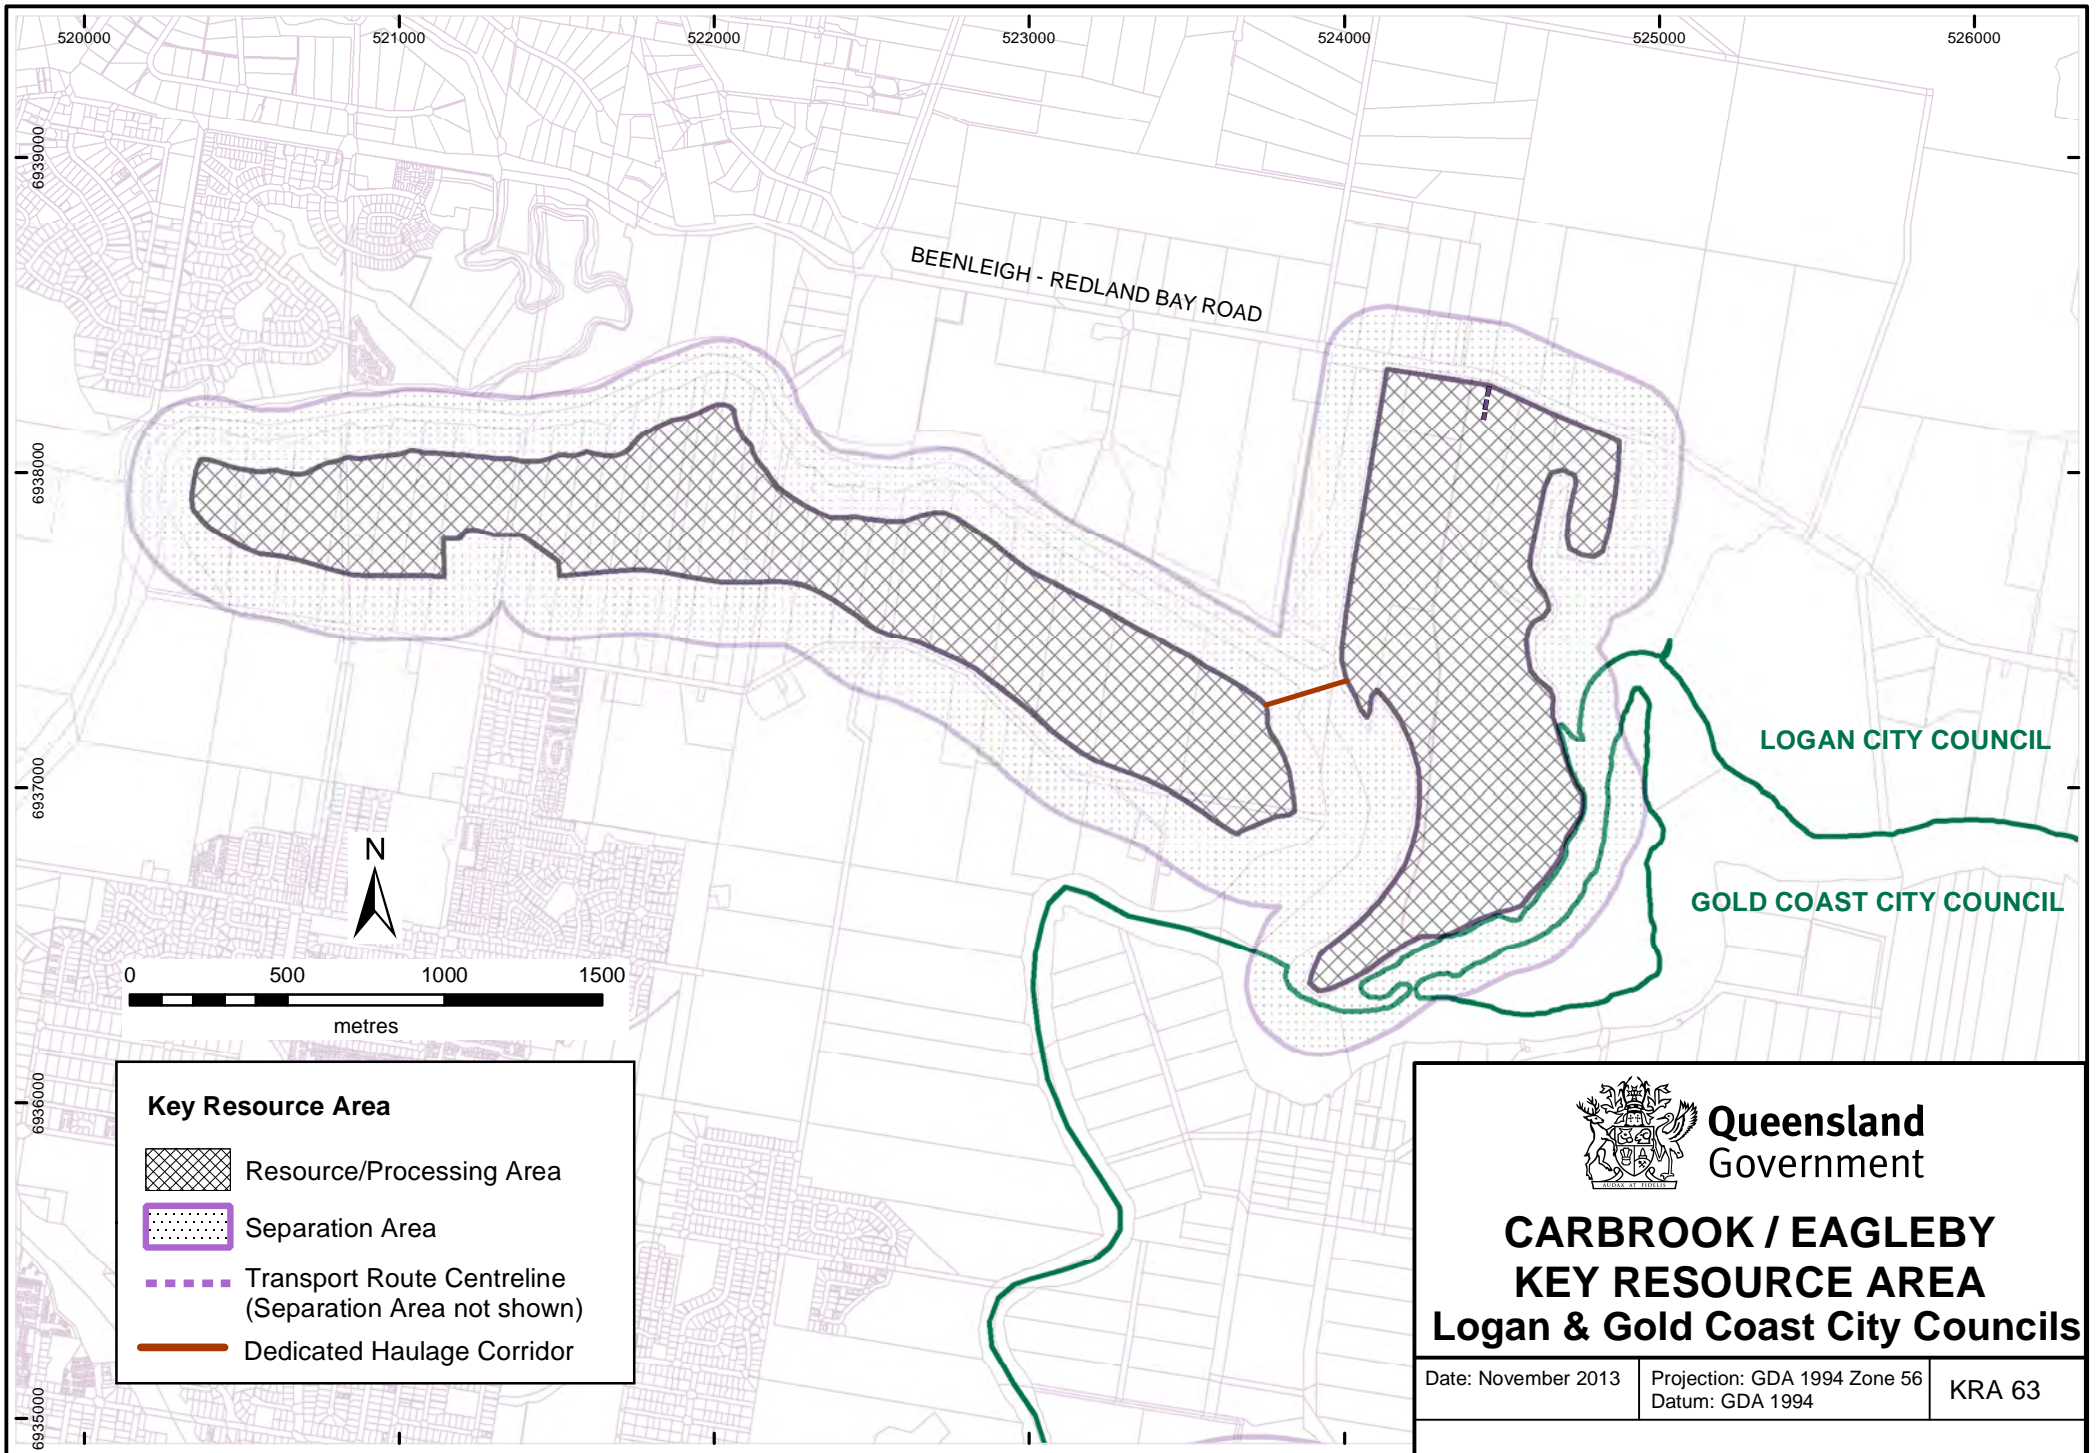 520000
521000
522000
523000
524000
525000
526000
6939000
6938000
6937000
6936000
6935000
BEENLEIGH - REDLAND BAY ROAD
LOGAN CITY COUNCIL
GOLD COAST CITY COUNCIL
N
0 500 1000 1500
metres
Key Resource Area
Resource/Processing Area
Separation Area
Transport Route Centreline
(Separation Area not shown)
Dedicated Haulage Corridor
AUDAX AT FIDELIS
Queensland
Government
CARBROOK / EAGLEBY
KEY RESOURCE AREA
Logan & Gold Coast City Councils
Date: November 2013
Projection: GDA 1994 Zone 56
Datum: GDA 1994
KRA 63